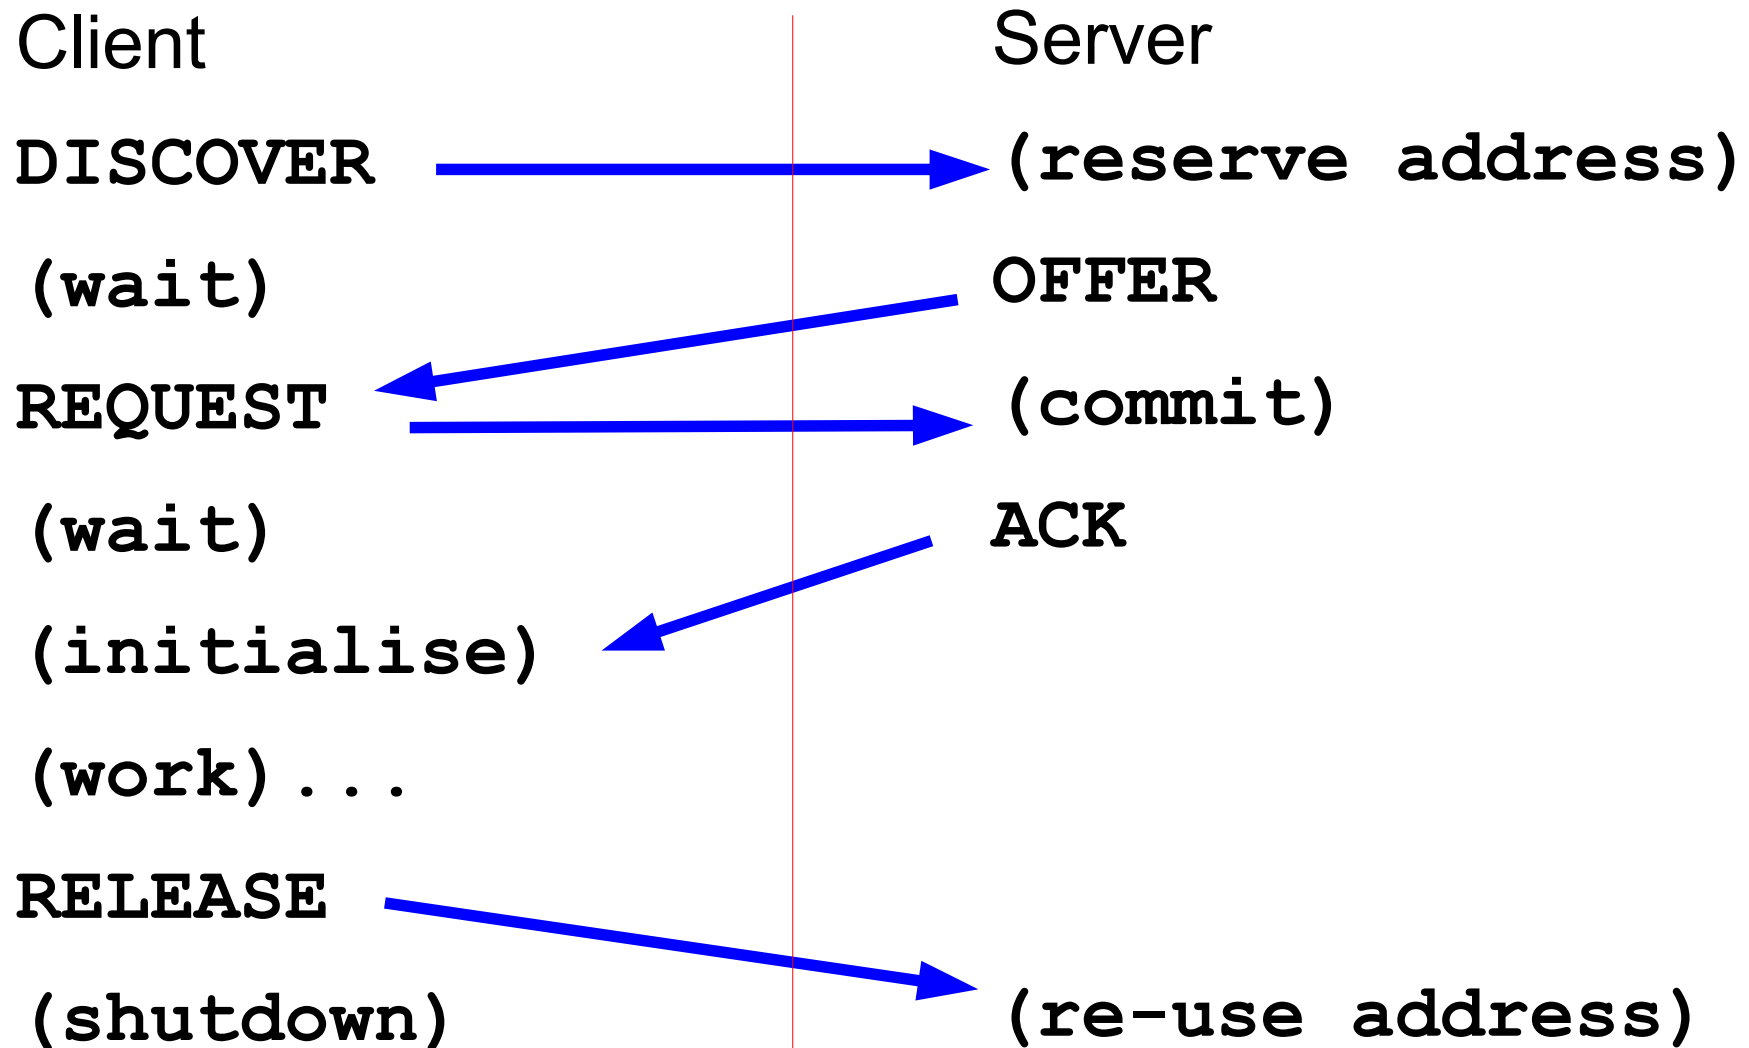 Client
Server
DISCOVER
(reserve address)
(wait)
OFFER
REQUEST
(commit)
(wait)
ACK
(initialise)
(work)...
RELEASE
(shutdown)
(re-use address)